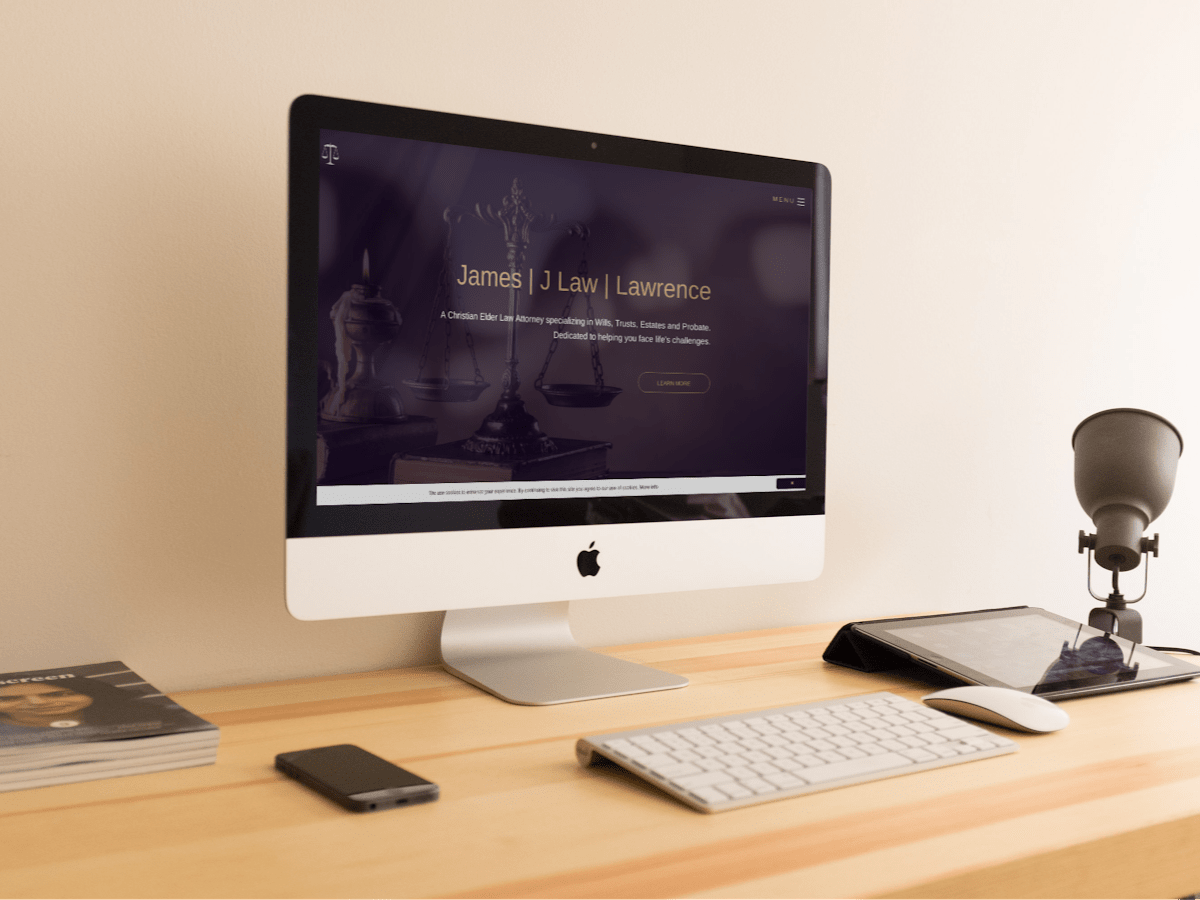 MENU
James | J Law | Lawrence
A Christian Elder Law Attorney specializing in Wills, Trusts, Estates and Probate.
Dedicated to helping you face life's challenges.
LEARN MORE
We use cookies to enhance your experience. By continuing to visit this site you agree to our use of cookies. More info
screen